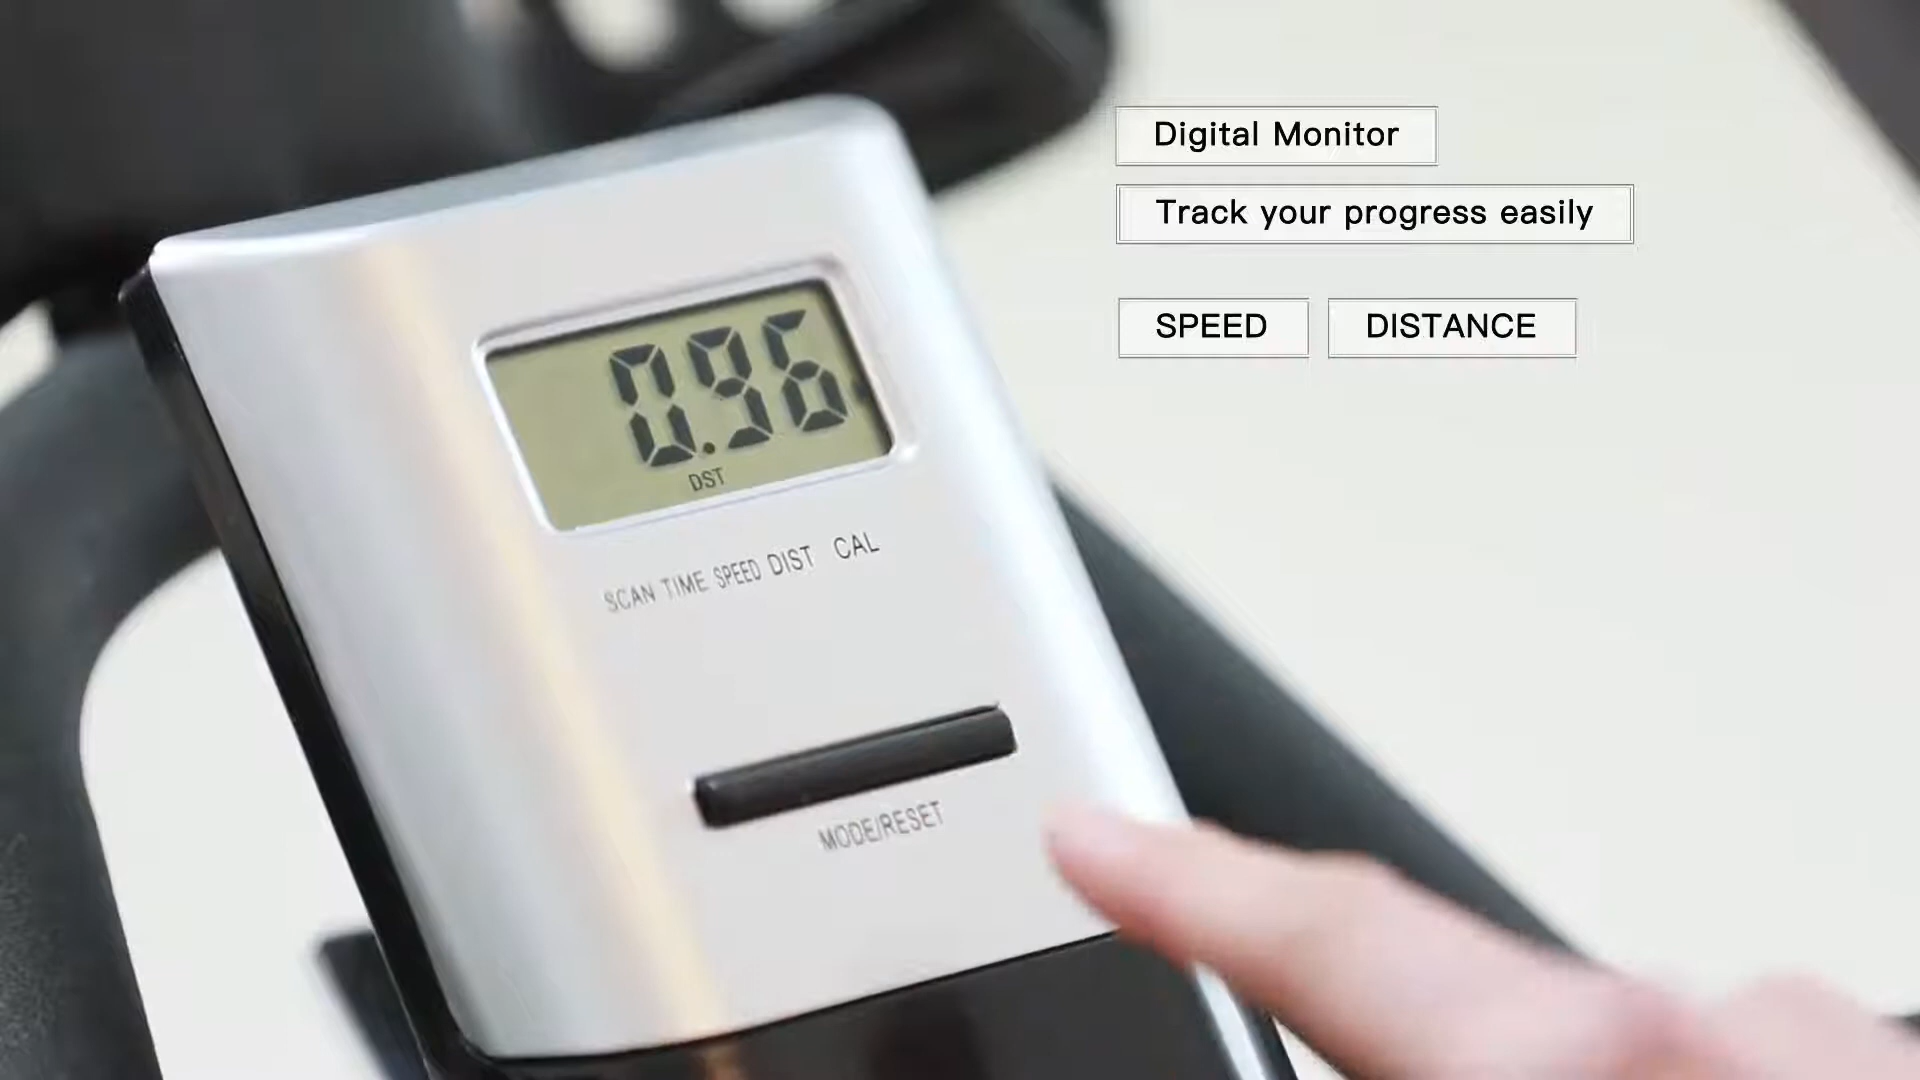 Digital Monitor
Track your progress easily
SPEED DISTANCE
0.96
DST
SCAN TIME SPEED DIST CAL
MODE/RESET